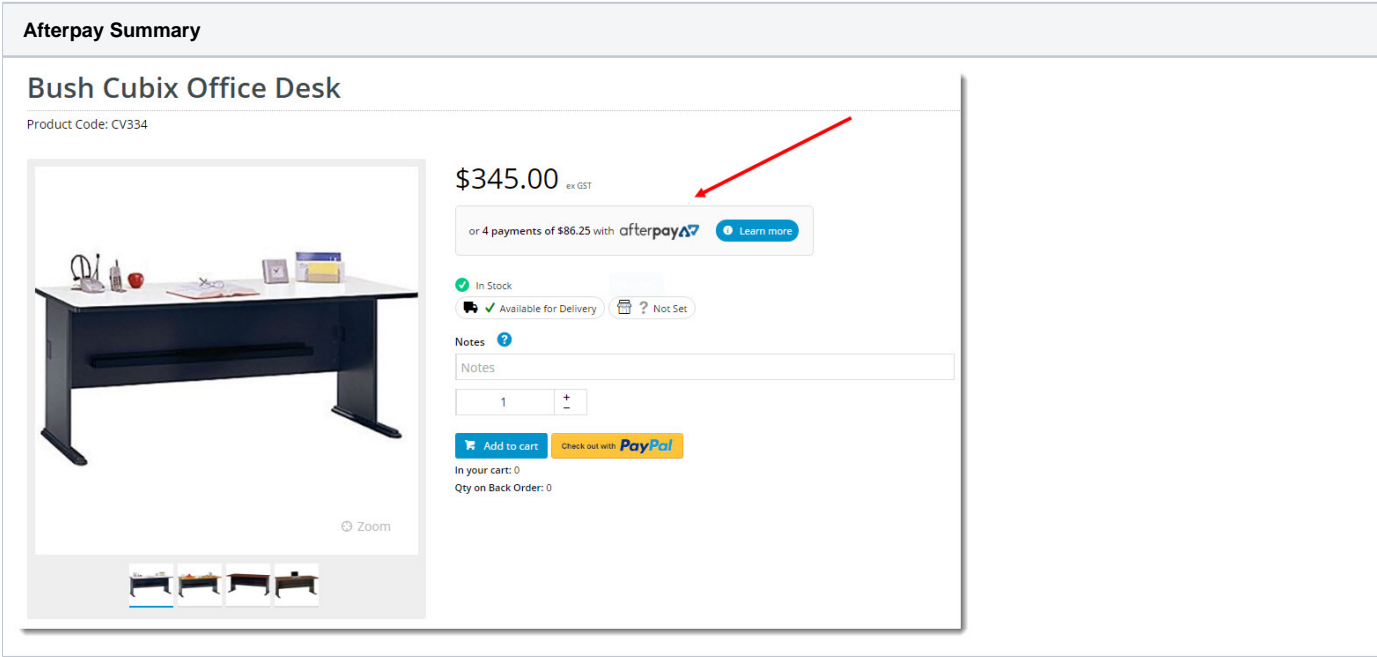 Afterpay Summary
Bush Cubix Office Desk
Product Code: CV334
$345.00 ex GST
or 4 payments of $86.25 with afterpay Learn more
In Stock
Available for Delivery ? Not Set
Notes ?
Notes
1 + −
Add to cart Check out with PayPal
In your cart: 0
Qty on Back Order: 0
Zoom